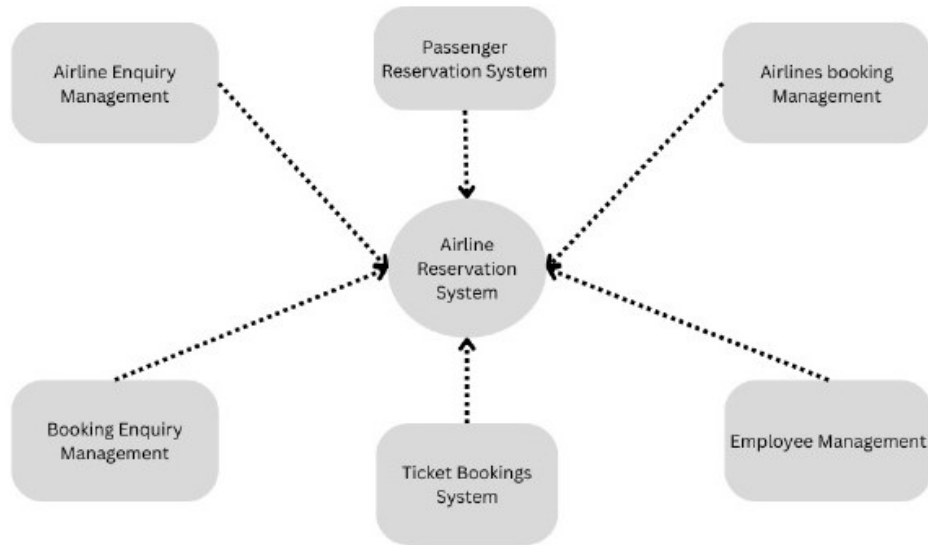 Airline Enquiry
Management
Passenger
Reservation System
Airlines booking
Management
Airline
Reservation
System
Booking Enquiry
Management
Ticket Bookings
System
Employee Management